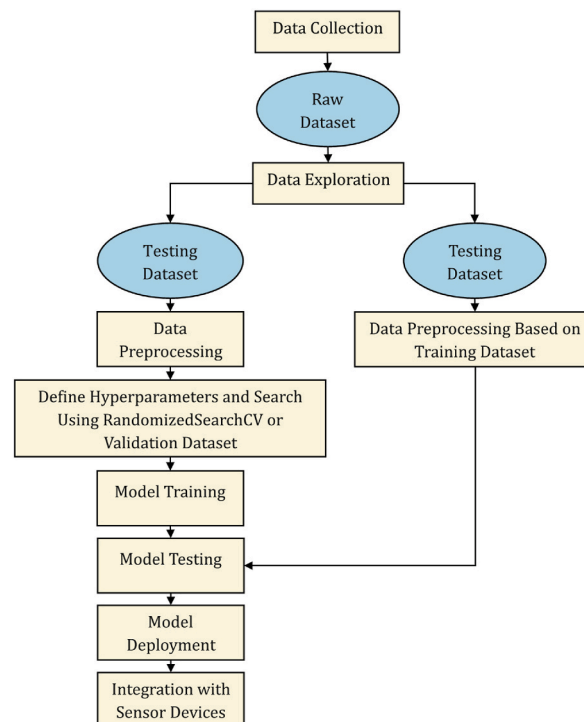 Data Collection
Raw
Dataset
Data Exploration
Testing
Dataset
Testing
Dataset
Data
Preprocessing
Data Preprocessing Based on
Training Dataset
Define Hyperparameters and Search
Using RandomizedSearchCV or
Validation Dataset
Model Training
Model Testing
Model
Deployment
Integration with
Sensor Devices